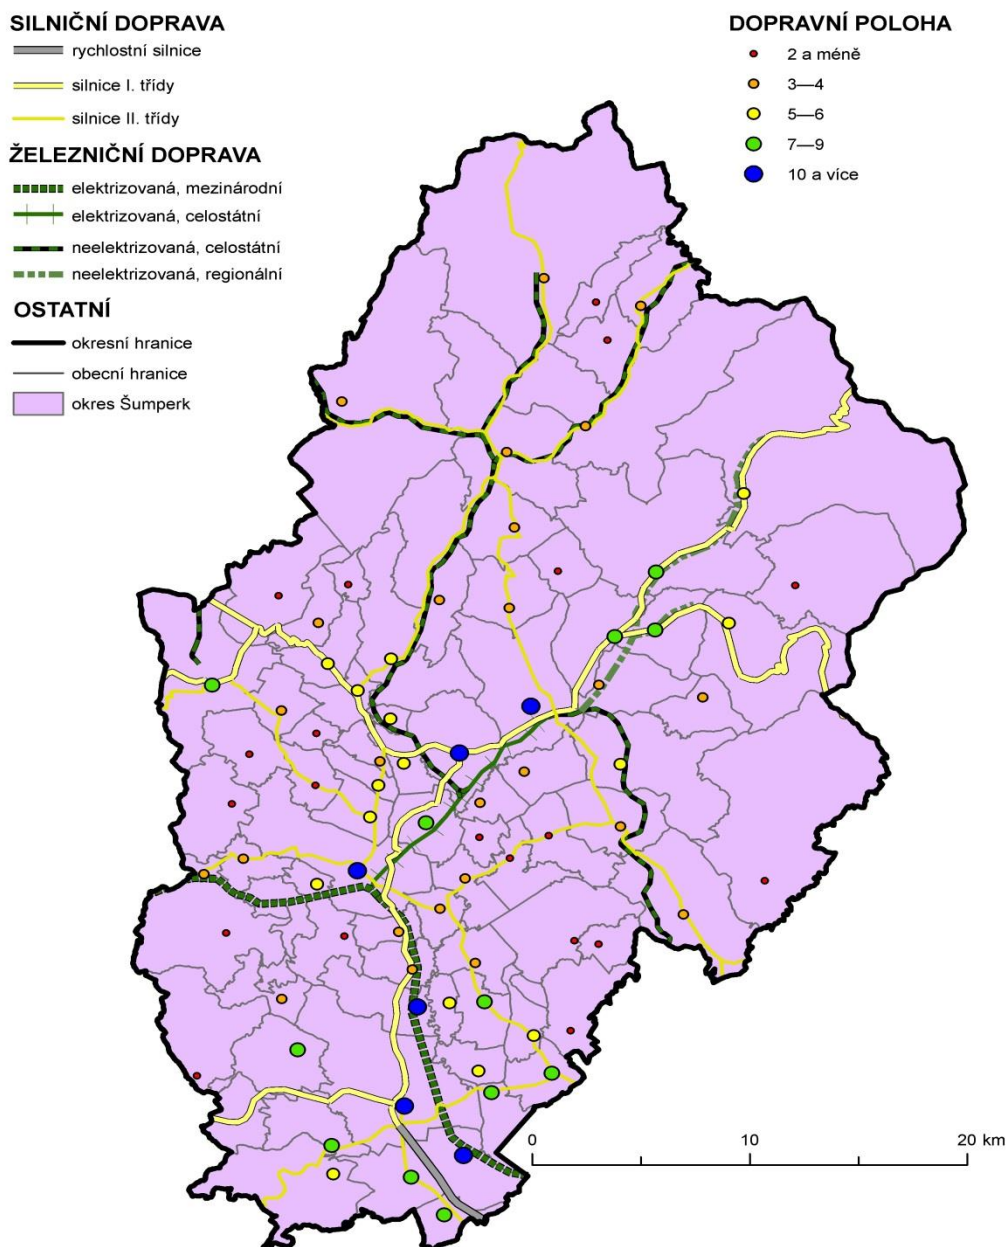 SILNIČNÍ DOPRAVA
rychlostní silnice
silnice I. třídy
silnice II. třídy
ŽELEZNIČNÍ DOPRAVA
elektrizovaná, mezinárodní
elektrizovaná, celostátní
neelektrizovaná, celostátní
neelektrizovaná, regionální
OSTATNÍ
okresní hranice
obecní hranice
okres Šumperk
DOPRAVNÍ POLOHA
2 a méně
3—4
5—6
7—9
10 a více
0 10 20 km